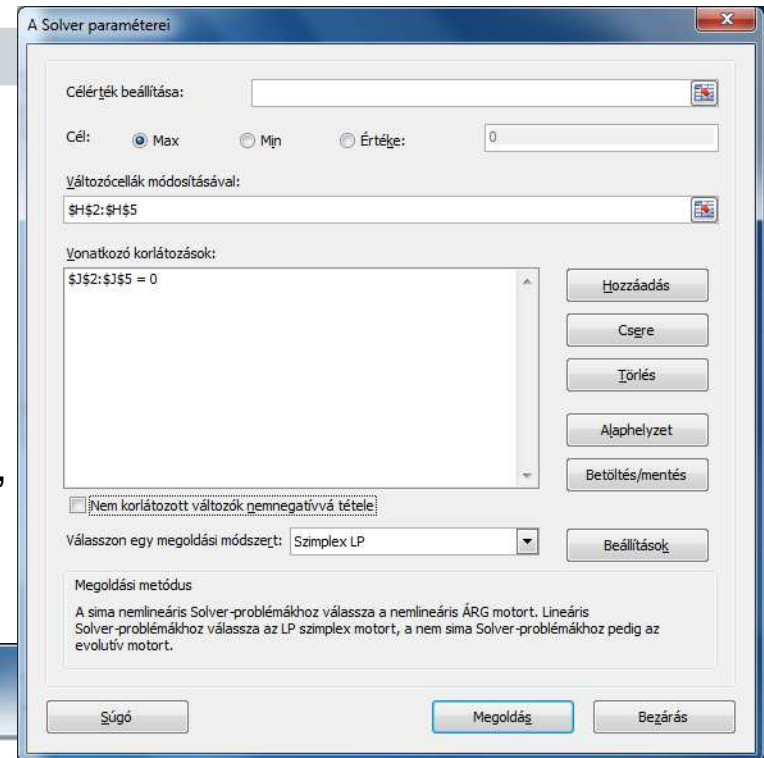 A Solver paraméterei
Célérték beállítása:
Cél: Max Min Értéke: 0
Változócellák módosításával:
$H$2:$H$5
Vonatkozó korlátozások:
$J$2:$J$5 = 0
Hozzáadás
Csere
Törlés
Alaphelyzet
Betöltés/mentés
,
Nem korlátozott változók nemnegatívvá tétele
Válasszon egy megoldási módszert: Szimplex LP
Beállítások
Megoldási metódus
A sima nemlineáris Solver-problémákhoz válassza a nemlineáris ÁRG motort. Lineáris
Solver-problémákhoz válassza az LP szimplex motort, a nem sima Solver-problémákhoz pedig az
evolutív motort.
Súgó Megoldás Bezárás